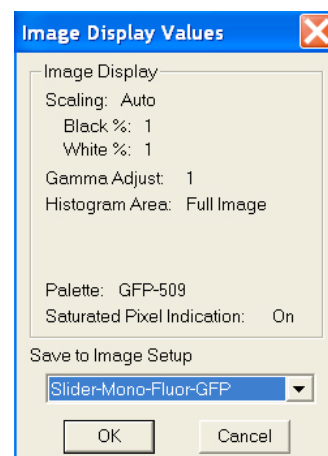 Image Display Values
Image Display
Scaling: Auto
Black %: 1
White %: 1
Gamma Adjust: 1
Histogram Area: Full Image
Palette: GFP-509
Saturated Pixel Indication: On
Save to Image Setup
Slider-Mono-Fluor-GFP
OK Cancel